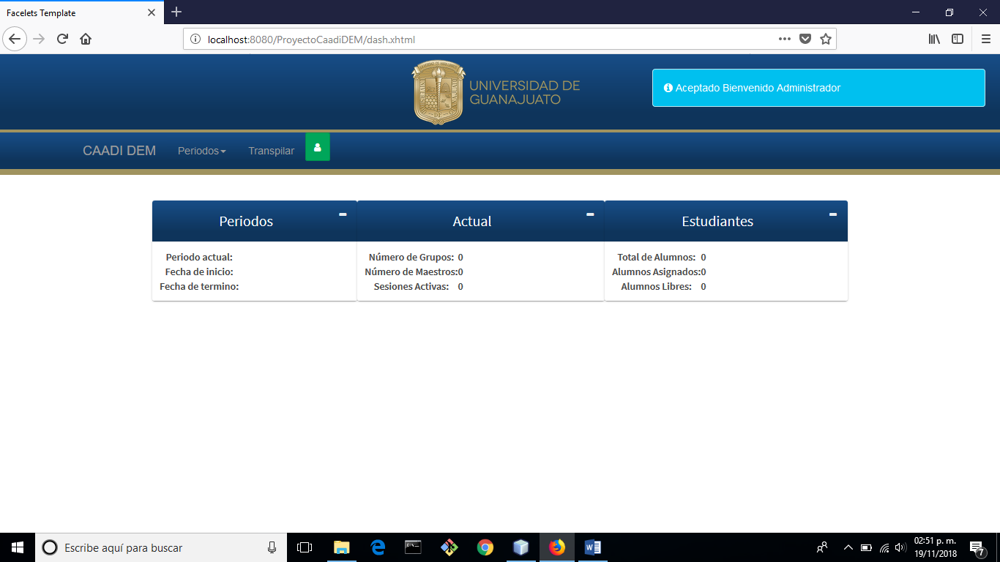 Facelets Template
localhost:8080/ProyectoCaadiDEM/dash.xhtml
UNIVERSIDAD DE
GUANAJUATO
Aceptado Bienvenido Administrador
CAADI DEM Periodos Transpilar
Periodos
Periodo actual:
Fecha de inicio:
Fecha de termino:
Actual
Número de Grupos: 0
Número de Maestros:0
Sesiones Activas: 0
Estudiantes
Total de Alumnos: 0
Alumnos Asignados:0
Alumnos Libres: 0
Escribe aquí para buscar
02:51 p. m.
19/11/2018
7